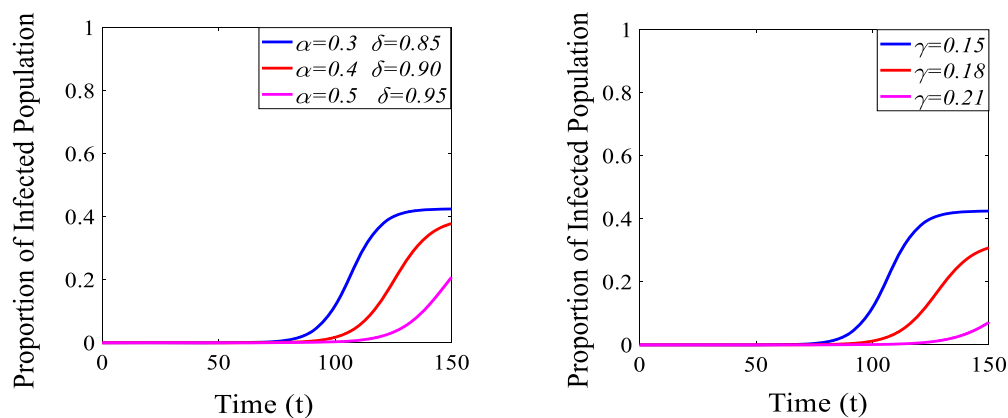 Proportion of Infected Population
1
0.8
0.6
0.4
0.2
0
0
50
100
150
Time (t)
α=0.3 δ=0.85
α=0.4 δ=0.90
α=0.5 δ=0.95
Proportion of Infected Population
1
0.8
0.6
0.4
0.2
0
0
50
100
150
Time (t)
γ=0.15
γ=0.18
γ=0.21